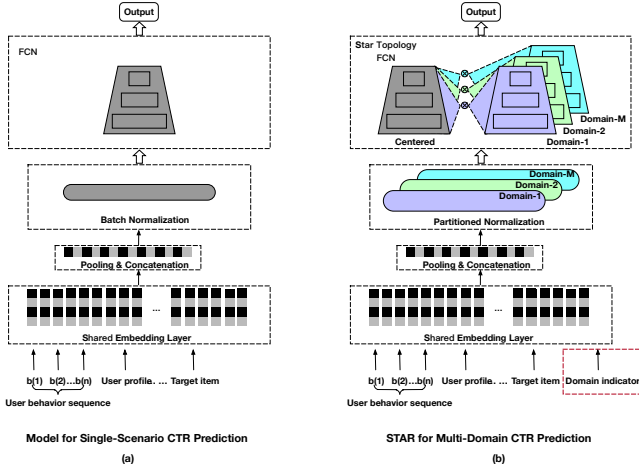 Output
FCN
Batch Normalization
Pooling & Concatenation
...
Shared Embedding Layer
b(1) b(2)...b(n) User profile.. ... Target item
User behavior sequence
Model for Single-Scenario CTR Prediction
(a)
Output
Star Topology
FCN
Domain-M
Domain-2
Domain-1
Centered
Domain-M
Domain-2
Domain-1
Partitioned Normalization
Pooling & Concatenation
...
Shared Embedding Layer
b(1) b(2)...b(n) User profile.. ... Target item Domain indicator
User behavior sequence
STAR for Multi-Domain CTR Prediction
(b)